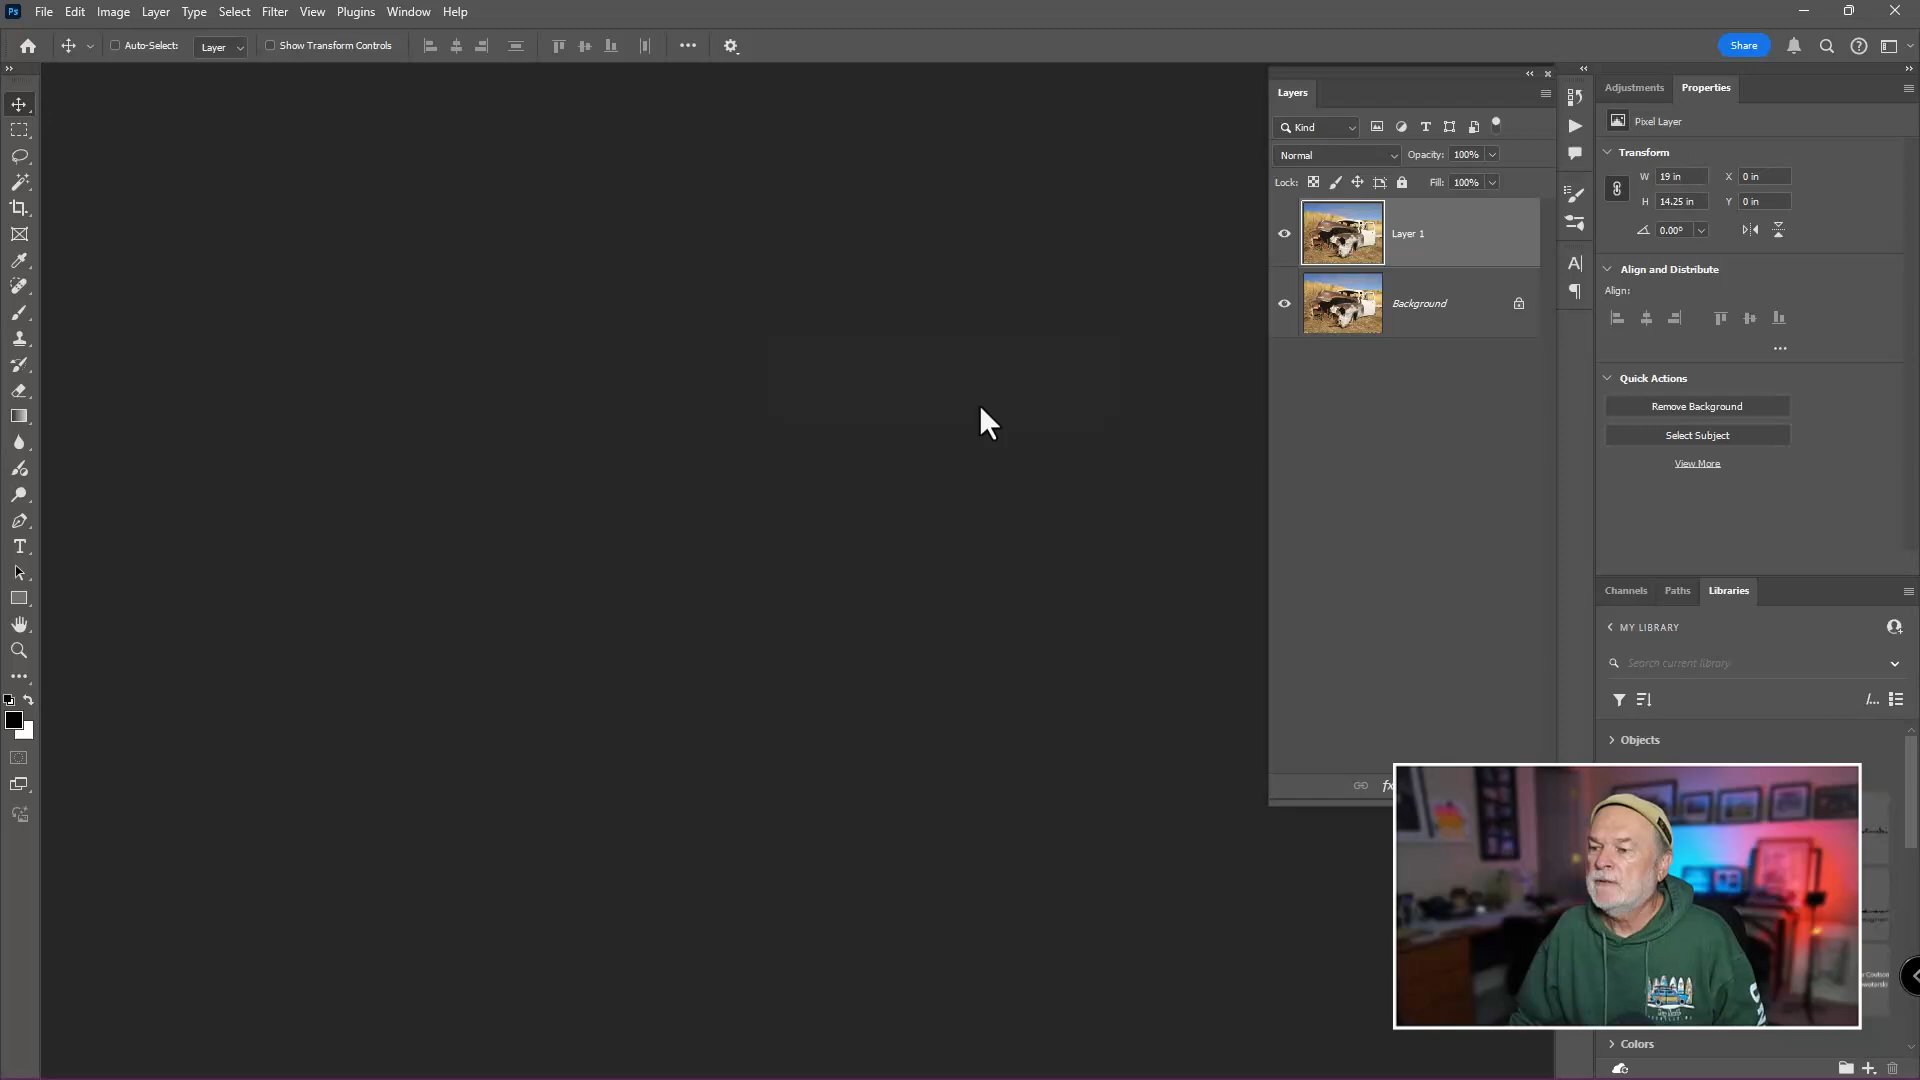 Ps File Edit Image Layer Type Select Filter View Plugins Window Help
Auto-Select: Layer Show Transform Controls Share
Layers
Kind
Normal Opacity: 100%
Lock: Fill: 100%
Layer 1
Background
Adjustments Properties
Pixel Layer
Transform
W 19 in X 0 in
H 14.25 in Y 0 in
0.00°
Align and Distribute
Align:
Quick Actions
Remove Background
Select Subject
View More
Channels Paths Libraries
MY LIBRARY
Search current library
/...
Objects
fx
Colors